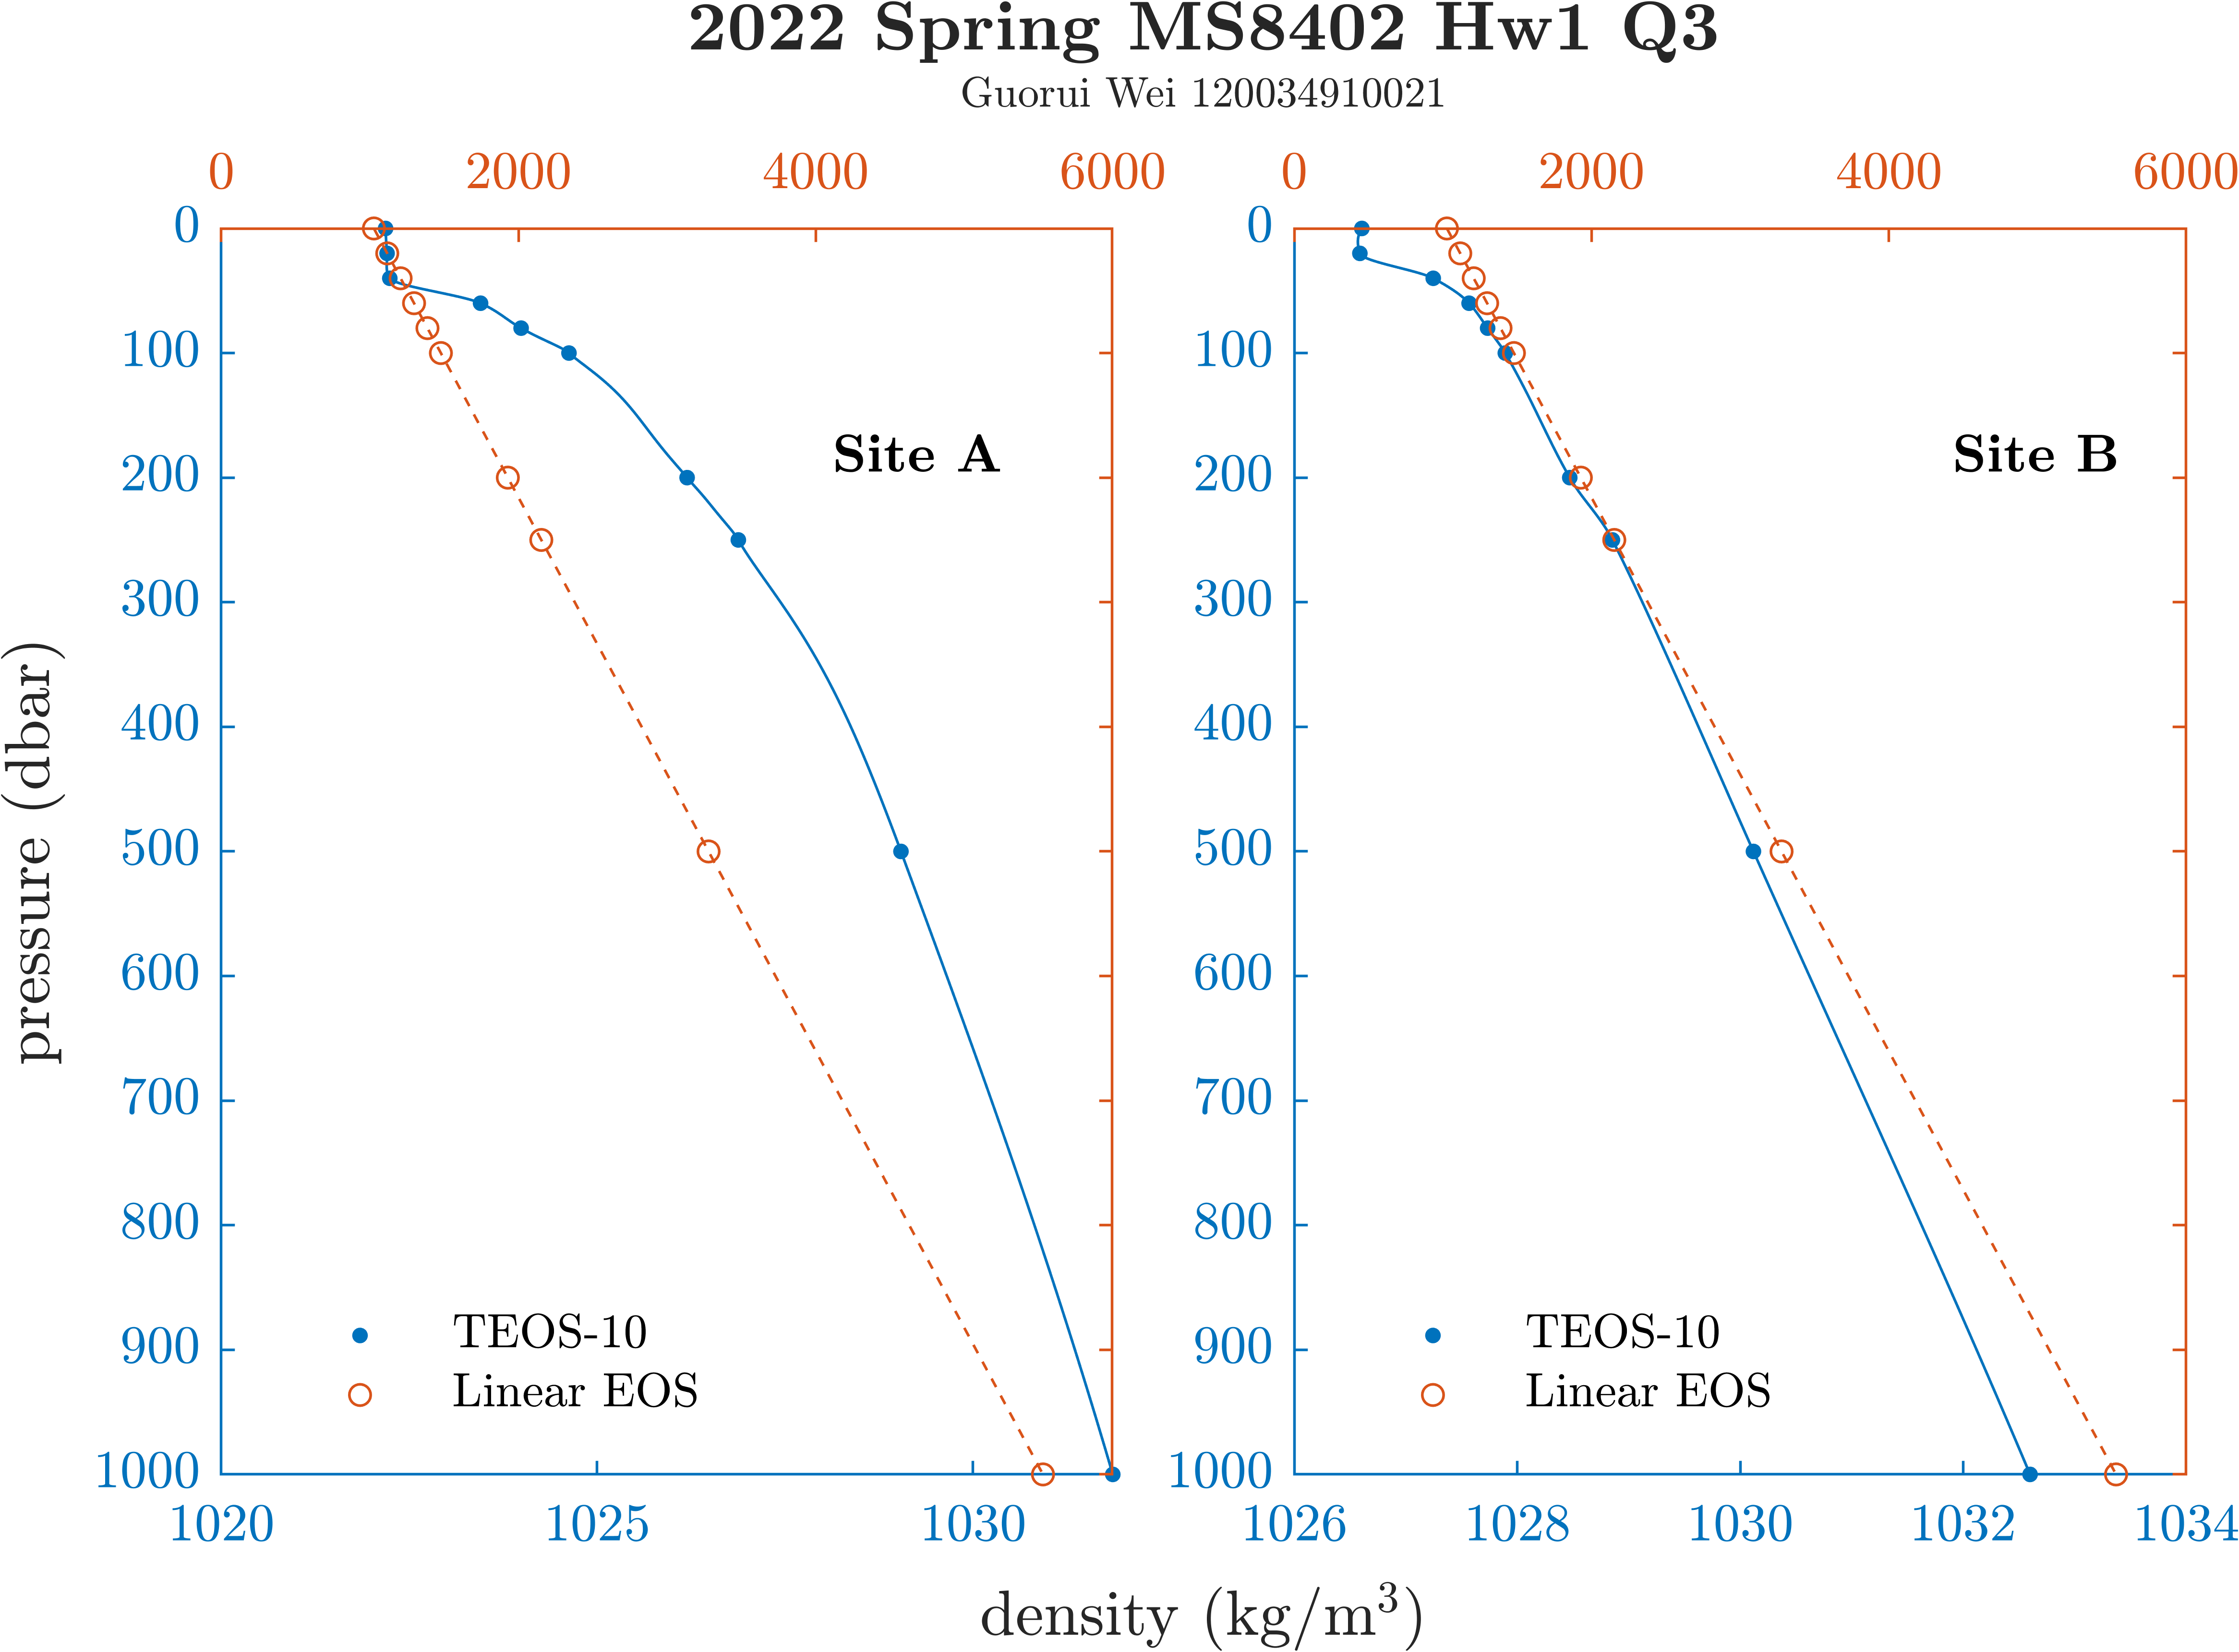 2022 Spring MS8402 Hw1 Q3
Guorui Wei 120034910021
0 2000 4000 6000
0 2000 4000 6000
0
100
200
300
400
500
600
700
800
900
1000
pressure (dbar)
Site A
TEOS-10
Linear EOS
1020 1025 1030
0
100
200
300
400
500
600
700
800
900
1000
Site B
TEOS-10
Linear EOS
1026 1028 1030 1032 1034
density (kg/m³)